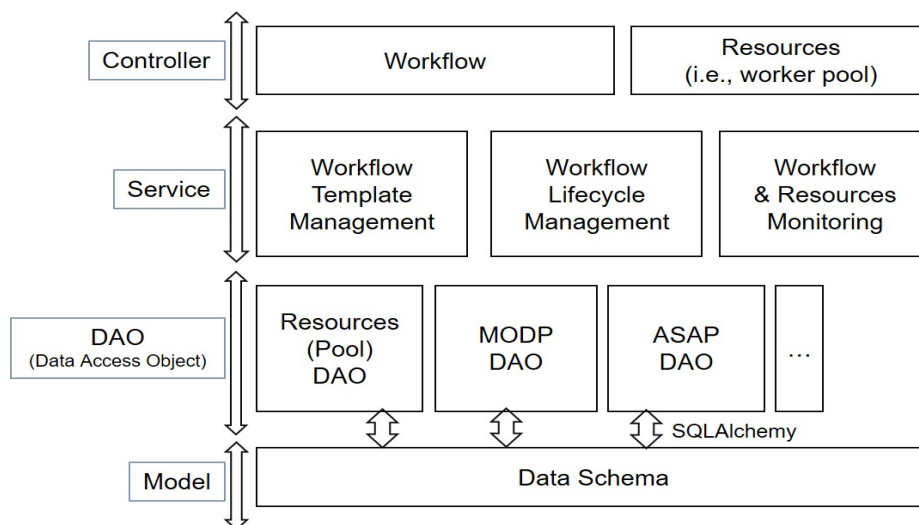 Controller
Workflow
Resources
(i.e., worker pool)
Service
Workflow
Template
Management
Workflow
Lifecycle
Management
Workflow
& Resources
Monitoring
DAO
(Data Access Object)
Resources
(Pool)
DAO
MODP
DAO
ASAP
DAO
...
SQLAlchemy
Model
Data Schema